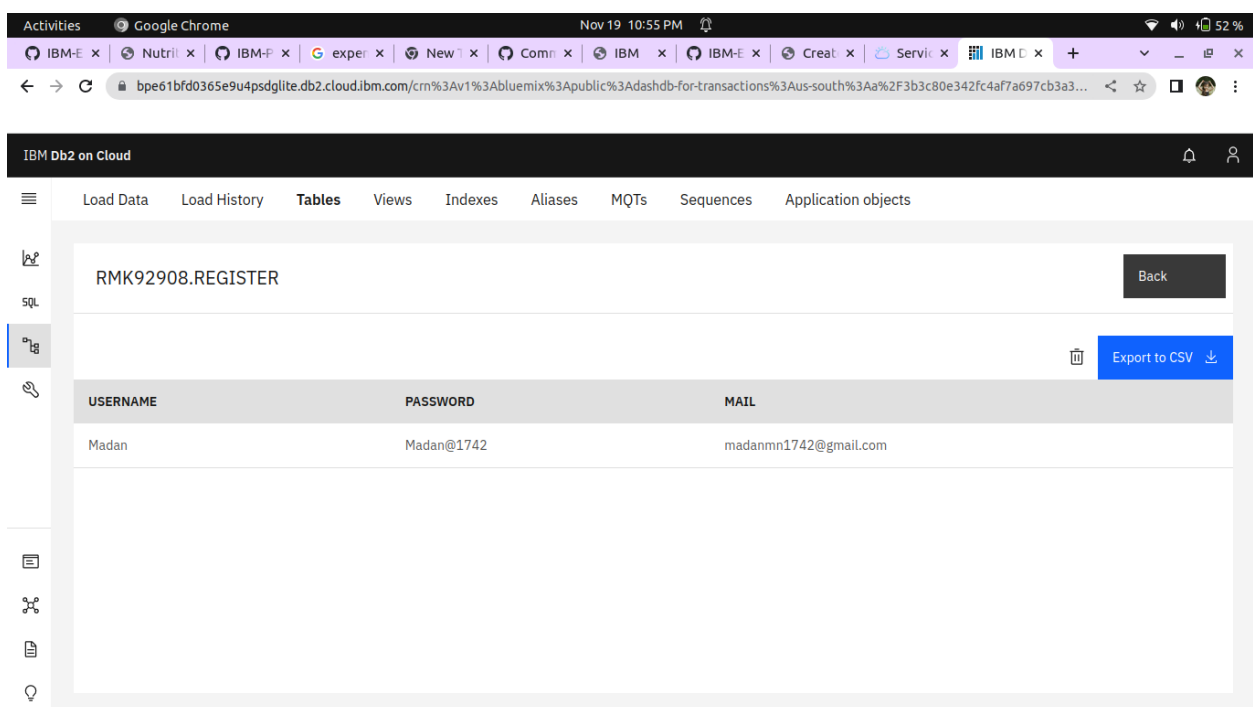 Activities Google Chrome Nov 19 10:55 PM 52 %
IBM-E Nutri IBM-P exper New Comm IBM IBM-E Creat Servic IBM D
bpe61bfd0365e9u4psdglite.db2.cloud.ibm.com/crn%3Av1%3Abluemix%3Apublic%3Adashdb-for-transactions%3Aus-south%3Aa%2F3b3c80e342fc4af7a697cb3a3...
IBM Db2 on Cloud
Load Data Load History Tables Views Indexes Aliases MQTs Sequences Application objects
RMK92908.REGISTER
Back
SQL
Export to CSV
USERNAME PASSWORD MAIL
Madan Madan@1742 madanmn1742@gmail.com